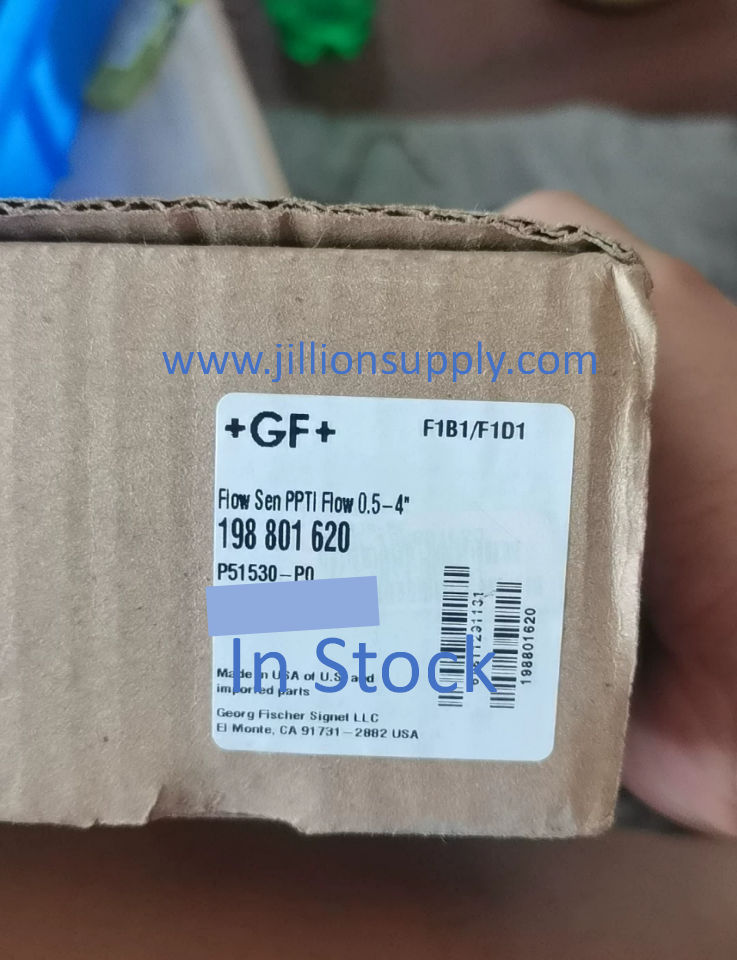 www.jillionsupply.com
+GF+
F1B1/F1D1
Flow Sen PPTi Flow 0.5-4"
198 801 620
P51530-P0
198801620
In Stock
Made in USA of U.S. and
imported parts
Georg Fischer Signet LLC
El Monte, CA 91731-2882 USA